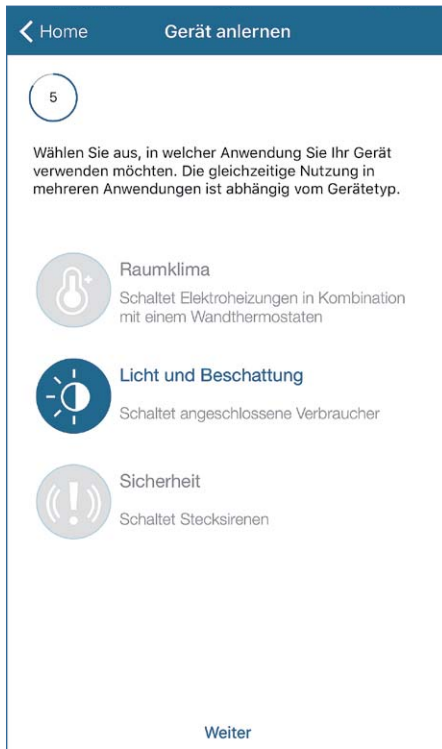 Home
Gerät anlernen
5
Wählen Sie aus, in welcher Anwendung Sie Ihr Gerät
verwenden möchten. Die gleichzeitige Nutzung in
mehreren Anwendungen ist abhängig vom Gerätetyp.
Raumklima
Schaltet Elektroheizungen in Kombination
mit einem Wandthermostaten
Licht und Beschattung
Schaltet angeschlossene Verbraucher
Sicherheit
Schaltet Stecksirenen
Weiter